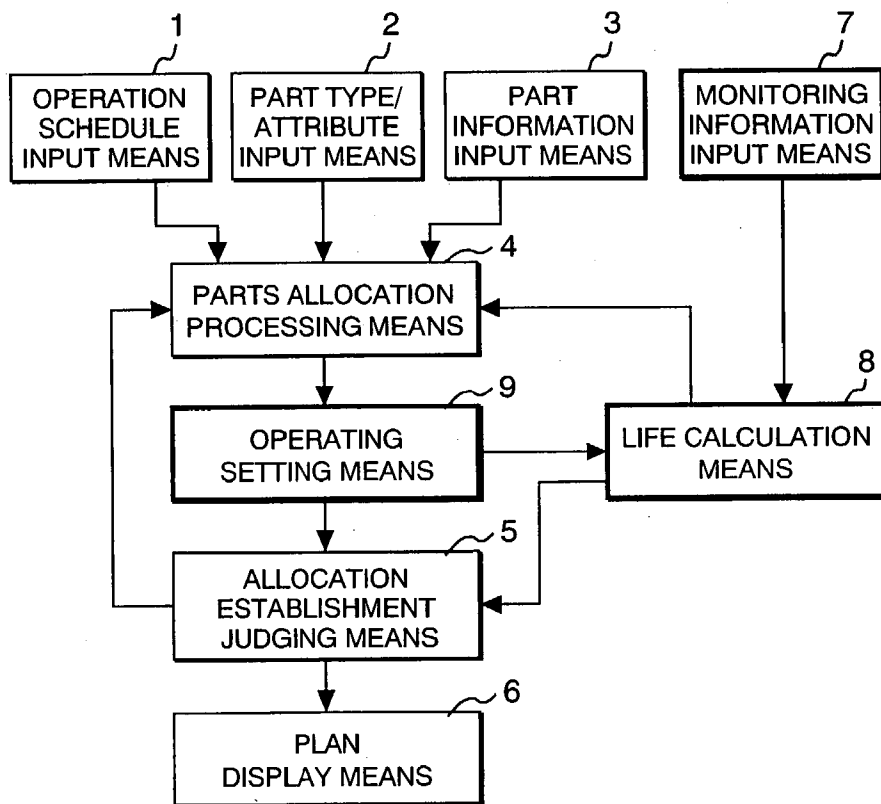 1
OPERATION
SCHEDULE
INPUT MEANS
2
PART TYPE/
ATTRIBUTE
INPUT MEANS
3
PART
INFORMATION
INPUT MEANS
7
MONITORING
INFORMATION
INPUT MEANS
4
PARTS ALLOCATION
PROCESSING MEANS
9
OPERATING
SETTING MEANS
8
LIFE CALCULATION
MEANS
5
ALLOCATION
ESTABLISHMENT
JUDGING MEANS
6
PLAN
DISPLAY MEANS